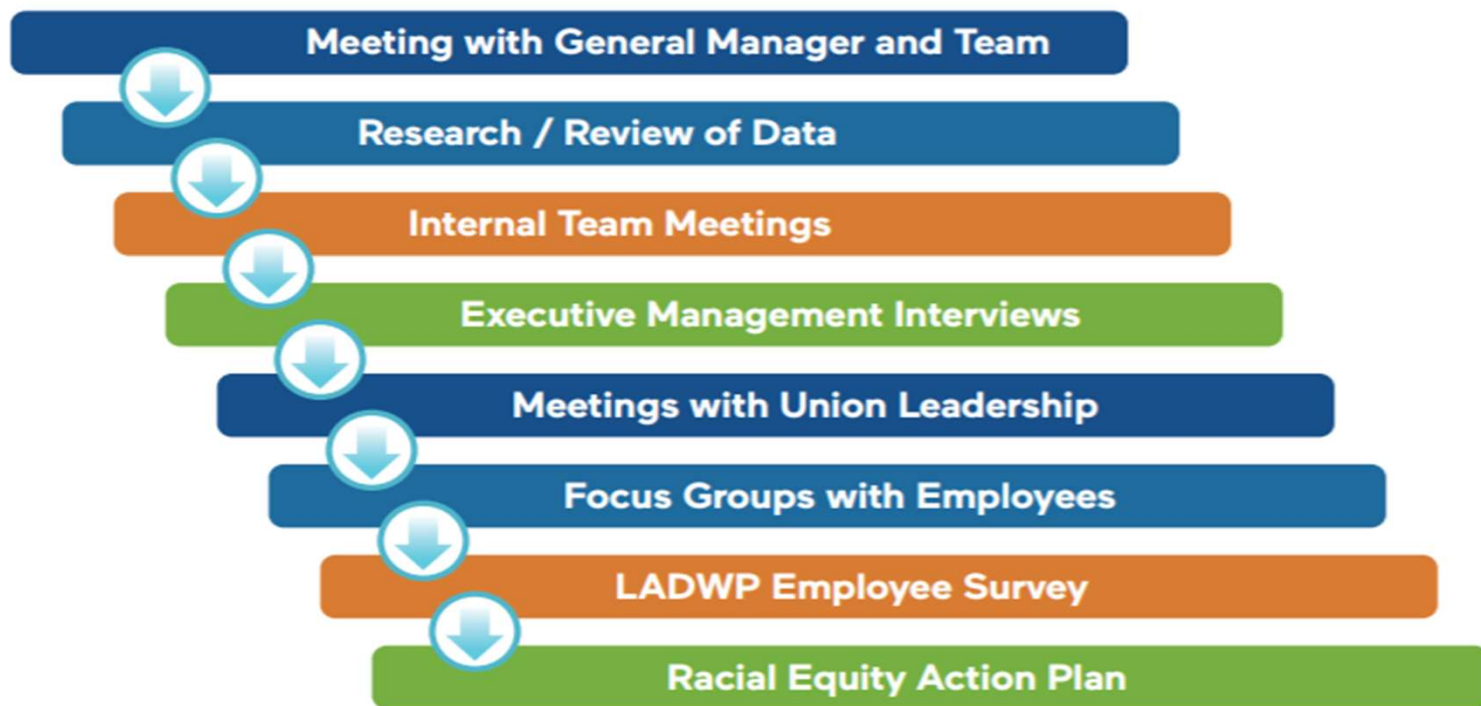 Meeting with General Manager and Team
Research / Review of Data
Internal Team Meetings
Executive Management Interviews
Meetings with Union Leadership
Focus Groups with Employees
LADWP Employee Survey
Racial Equity Action Plan